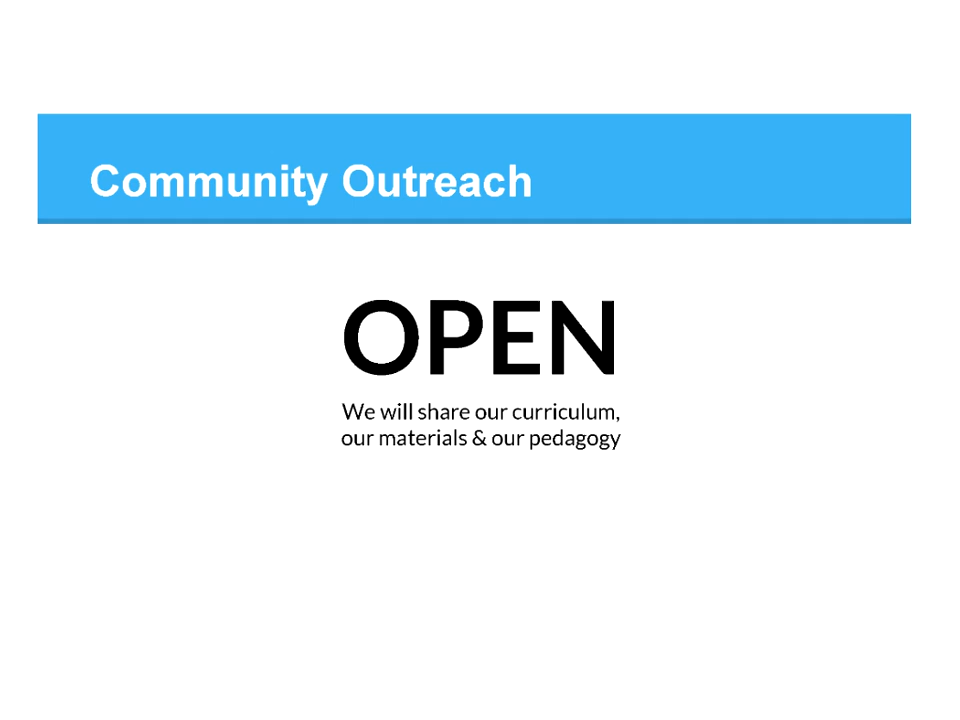 Community Outreach
OPEN
We will share our curriculum,
our materials & our pedagogy